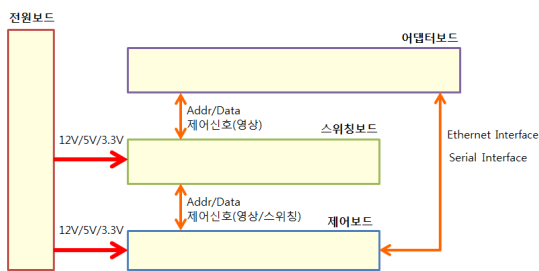 전원보드
어댑터보드
Addr/Data
제어신호(영상)
스위칭보드
12V/5V/3.3V
Ethernet Interface
Serial Interface
Addr/Data
제어신호(영상/스위칭)
제어보드
12V/5V/3.3V